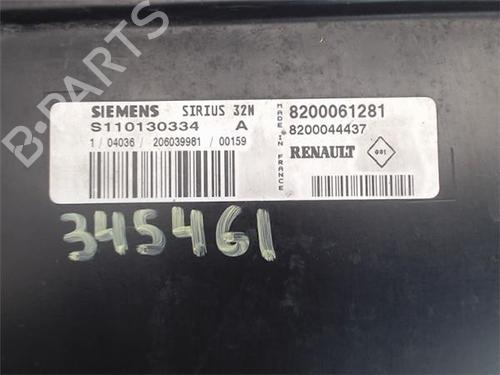 B-PARTS
SIEMENS SIRIUS 32N
S110130334 A
1 / 04036 / 206039981 / 00159
MADE IN FRANCE
8200061281
8200044437
RENAULT
345461